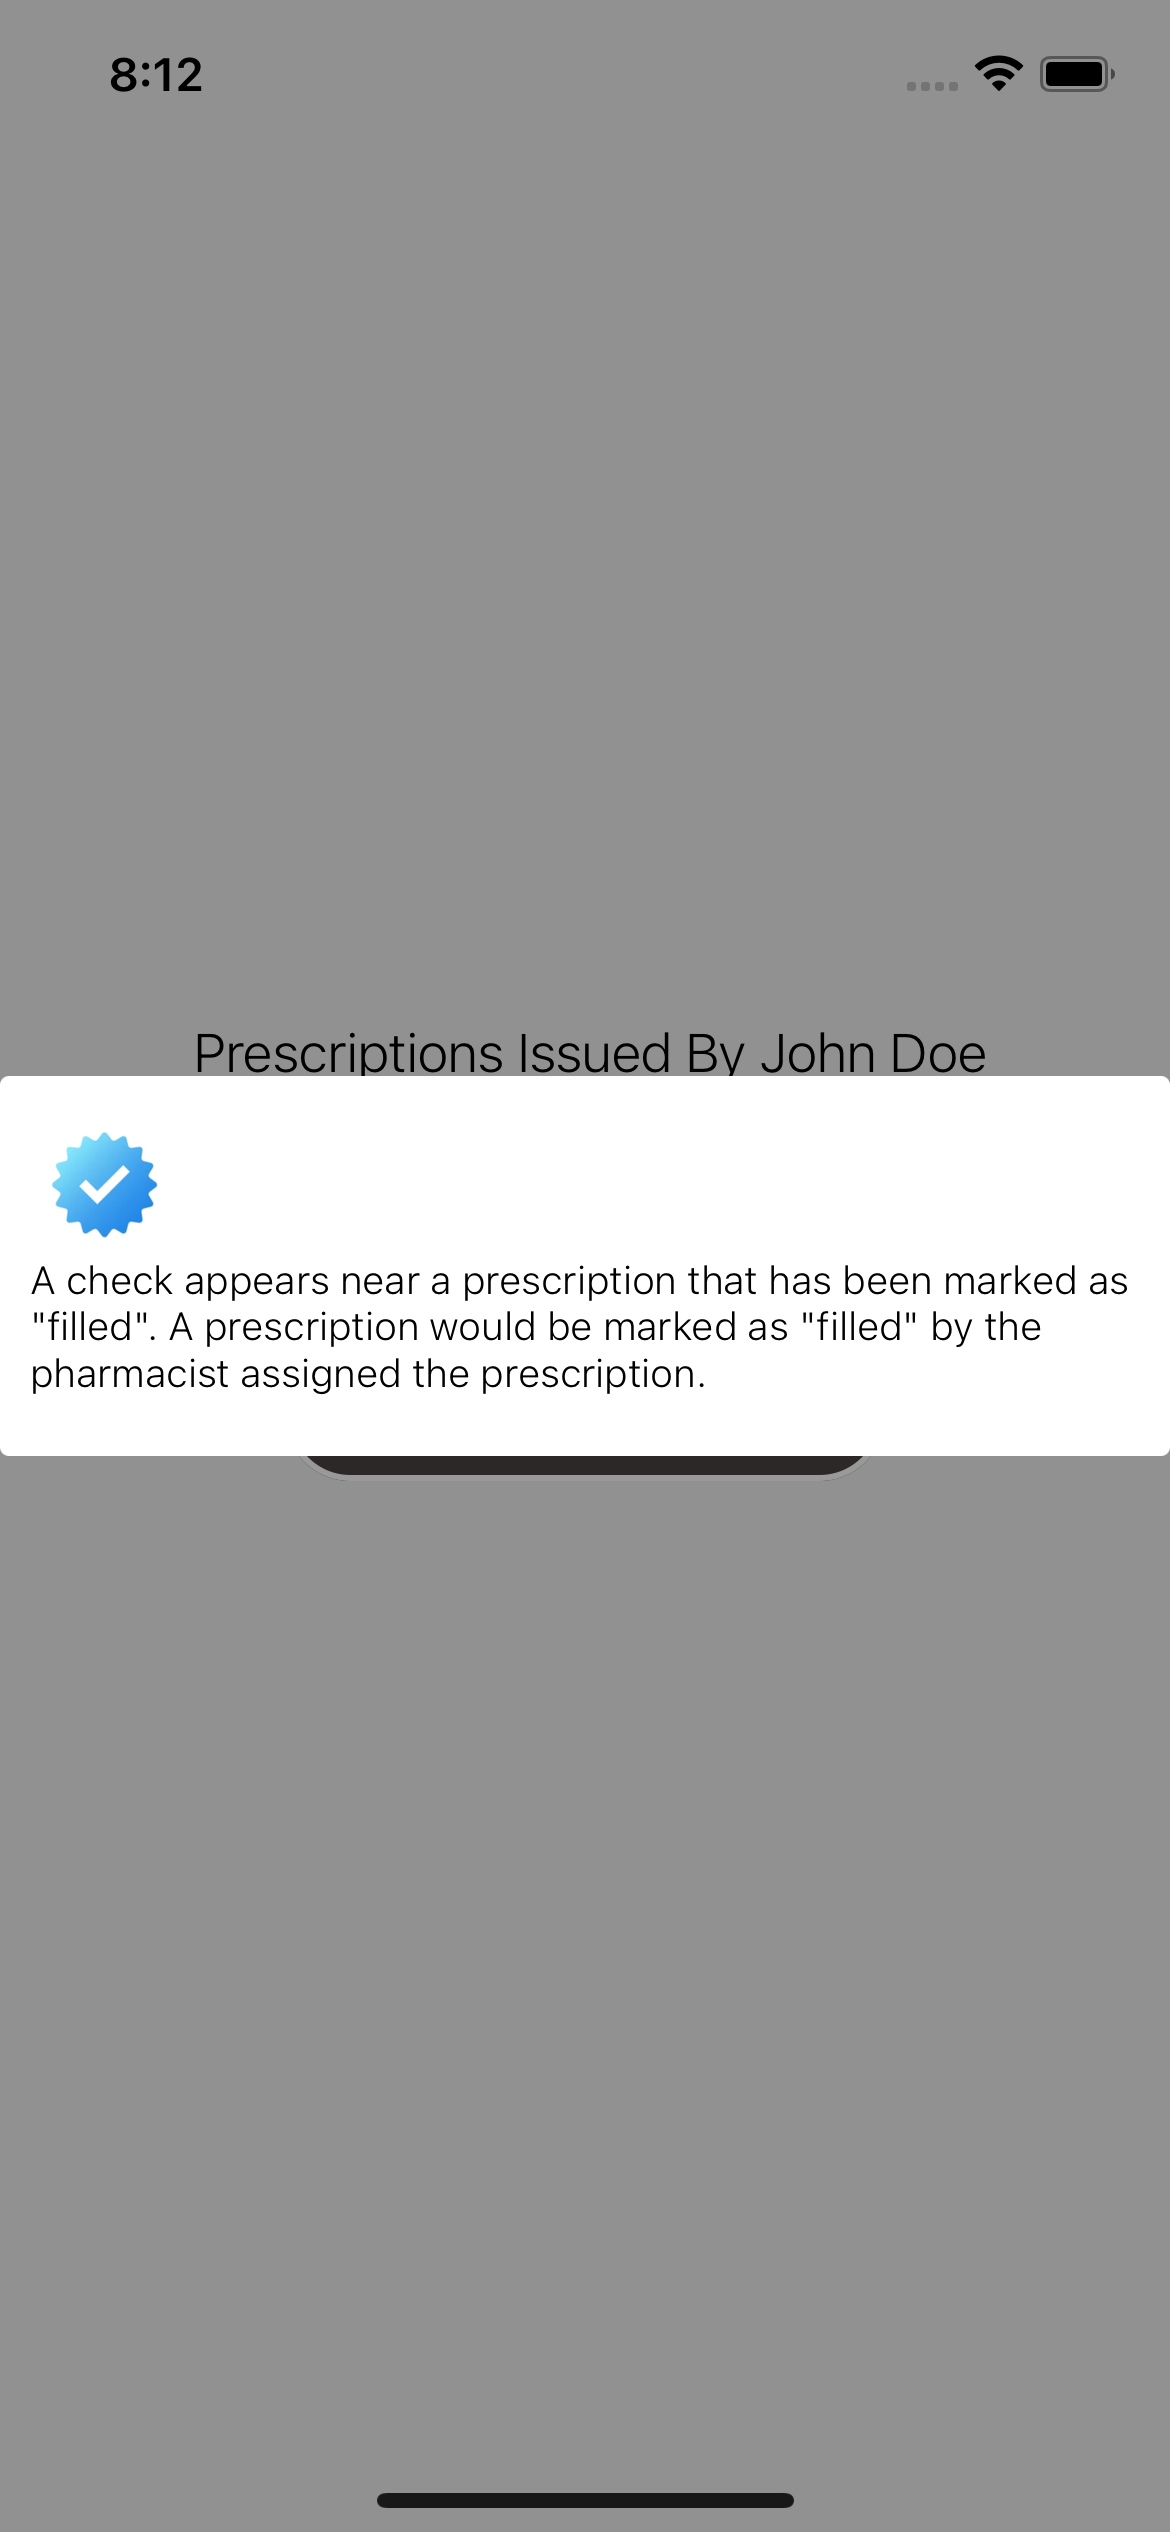 8:12
Prescriptions Issued By John Doe
A check appears near a prescription that has been marked as
"filled". A prescription would be marked as "filled" by the
pharmacist assigned the prescription.